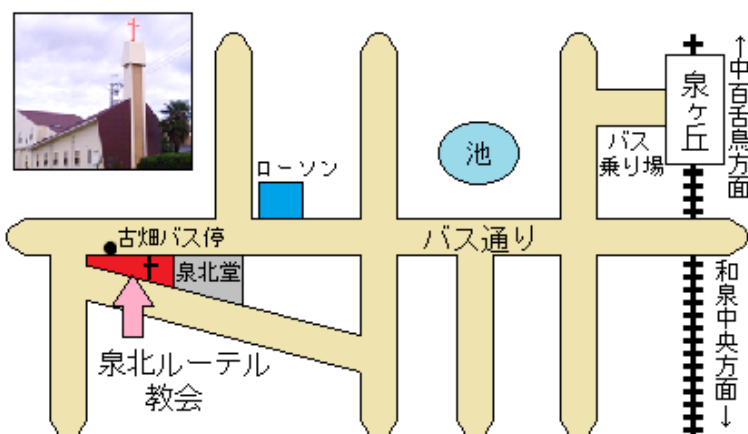 ↑中百舌鳥方面
泉ヶ丘
バス
乗り場
池
ローソン
古畑バス停
バス通り
泉北堂
泉北ルーテル
教会
和泉中央方面↓